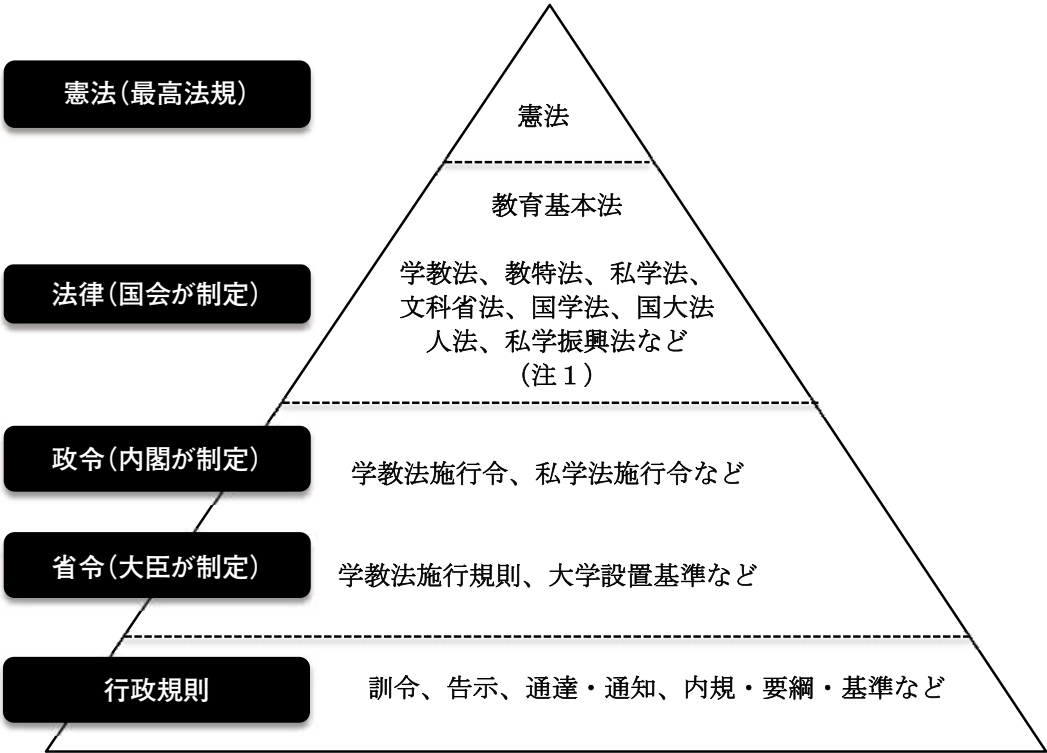 憲法(最高法規)
憲法
教育基本法
法律(国会が制定)
学教法、教特法、私学法、
文科省法、国学法、国大法
人法、私学振興法など
(注１)
政令(内閣が制定)
学教法施行令、私学法施行令など
省令(大臣が制定)
学教法施行規則、大学設置基準など
行政規則
訓令、告示、通達・通知、内規・要綱・基準など